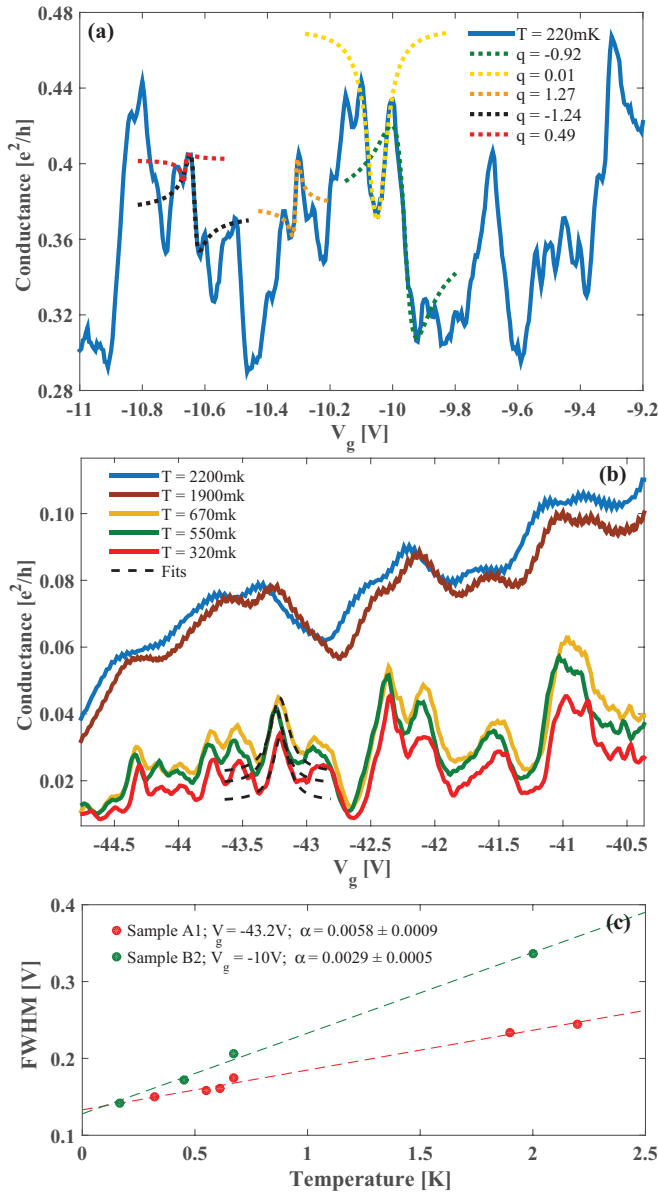 (a)
T = 220mK
q = -0.92
q = 0.01
q = 1.27
q = -1.24
q = 0.49
Conductance [e²/h]
0.48
0.44
0.4
0.36
0.32
0.28
-11 -10.8 -10.6 -10.4 -10.2 -10 -9.8 -9.6 -9.4 -9.2
V_g [V]
(b)
T = 2200mk
T = 1900mk
T = 670mk
T = 550mk
T = 320mk
Fits
Conductance [e²/h]
0.10
0.08
0.06
0.04
0.02
-44.5 -44 -43.5 -43 -42.5 -42 -41.5 -41 -40.5
V_g [V]
(c)
Sample A1; V_g = -43.2V; α = 0.0058 ± 0.0009
Sample B2; V_g = -10V; α = 0.0029 ± 0.0005
FWHM [V]
0.4
0.3
0.2
0.1
0 0.5 1 1.5 2 2.5
Temperature [K]